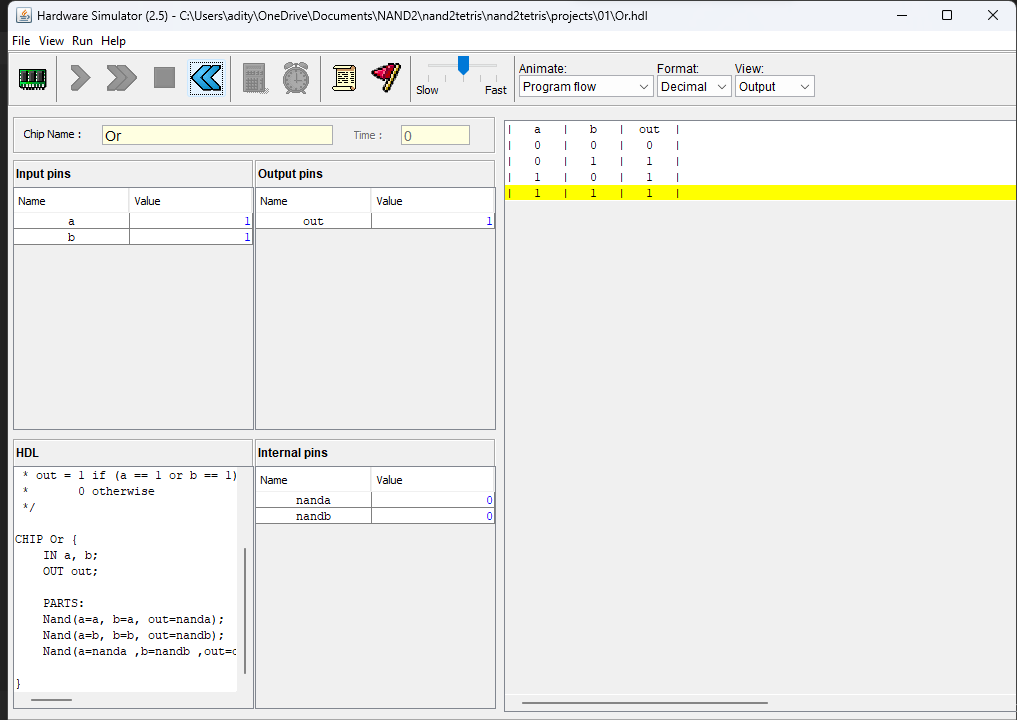 Hardware Simulator (2.5) - C:\Users\adity\OneDrive\Documents\NAND2\nand2tetris\nand2tetris\projects\01\Or.hdl
File View Run Help
Slow Fast
Animate: Format: View:
Program flow Decimal Output
Chip Name : Or Time : 0
Input pins
Name Value
a 1
b 1
Output pins
Name Value
out 1
HDL
* out = 1 if (a == 1 or b == 1)
* 0 otherwise
*/
CHIP Or {
IN a, b;
OUT out;
PARTS:
Nand(a=a, b=a, out=nanda);
Nand(a=b, b=b, out=nandb);
Nand(a=nanda ,b=nandb ,out=
}
Internal pins
Name Value
nanda 0
nandb 0
| a | b | out |
| 0 | 0 | 0 |
| 0 | 1 | 1 |
| 1 | 0 | 1 |
| 1 | 1 | 1 |